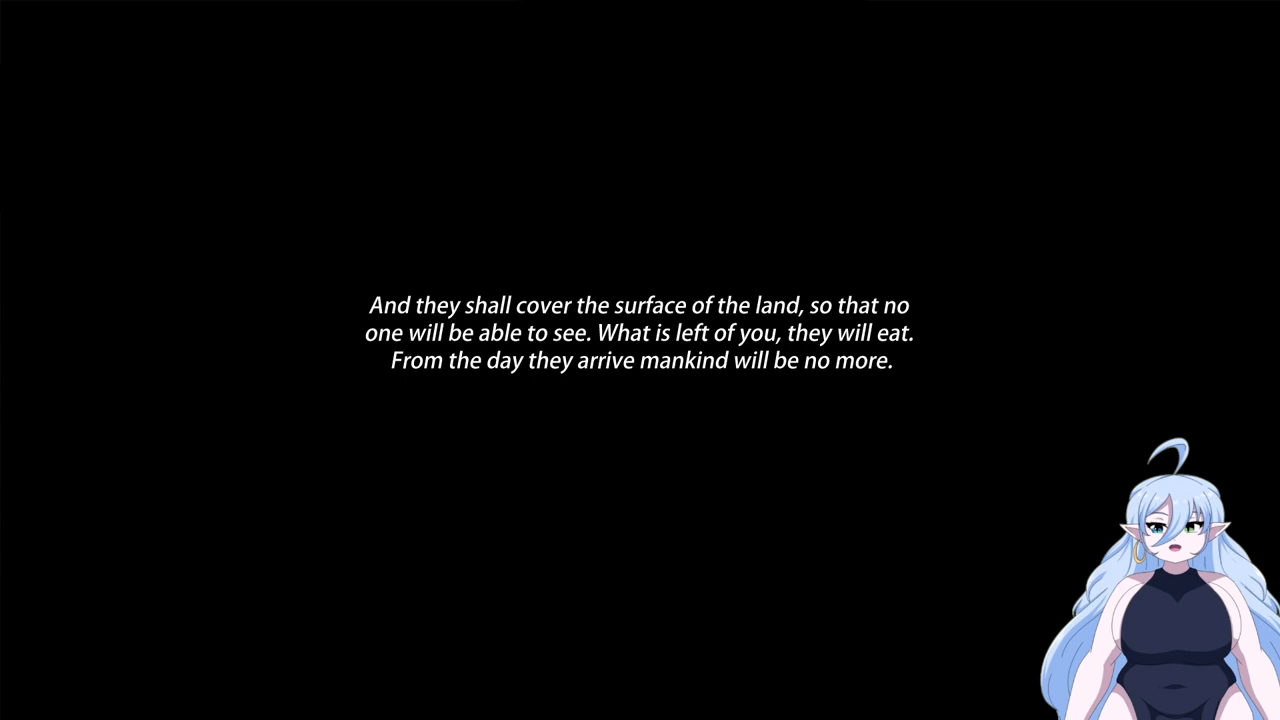 And they shall cover the surface of the land, so that no
one will be able to see. What is left of you, they will eat.
From the day they arrive mankind will be no more.